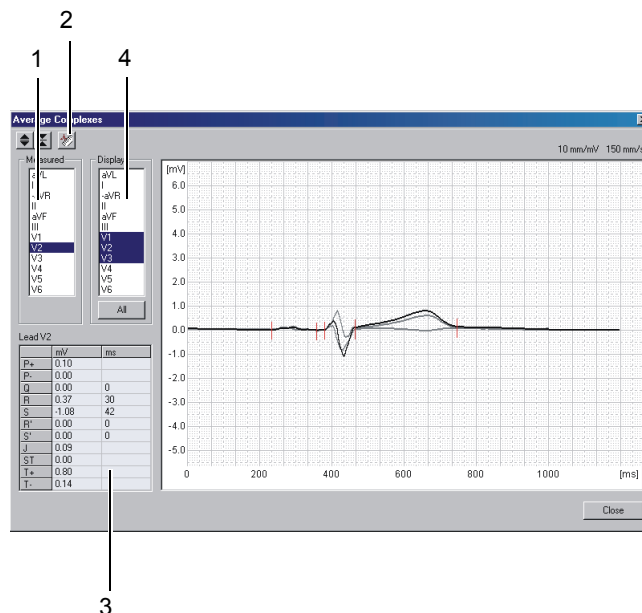 2
1
4
Average Complexes
10 mm/mV 150 mm/s
Measured
aVL
I
-aVR
II
aVF
III
V1
V2
V3
V4
V5
V6
Display
aVL
I
-aVR
II
aVF
III
V1
V2
V3
V4
V5
V6
All
[mV]
6.0
5.0
4.0
3.0
2.0
1.0
0.0
-1.0
-2.0
-3.0
-4.0
-5.0
0 200 400 600 800 1000 [ms]
Lead V2
mV ms
P+ 0.10
P- 0.00
Q 0.00 0
R 0.37 30
S -1.08 42
R' 0.00 0
S' 0.00 0
J 0.09
ST 0.00
T+ 0.80
T- 0.14
Close
3